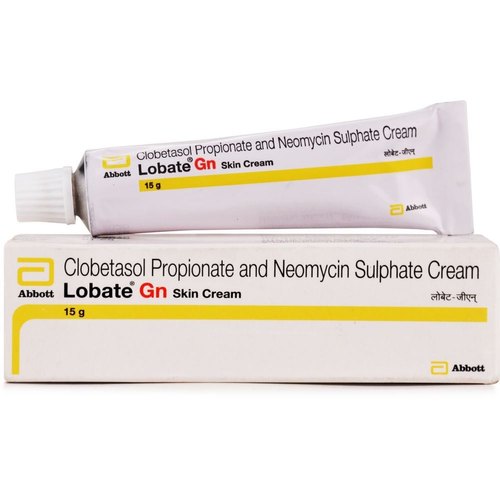 Clobetasol Propionate and Neomycin Sulphate Cream
Abbott
Lobate® Gn Skin Cream
लोबेट-जीएन्
15 g
Abbott
Clobetasol Propionate and Neomycin Sulphate Cream
Abbott
Lobate® Gn Skin Cream
लोबेट-जीएन्
15 g
Abbott